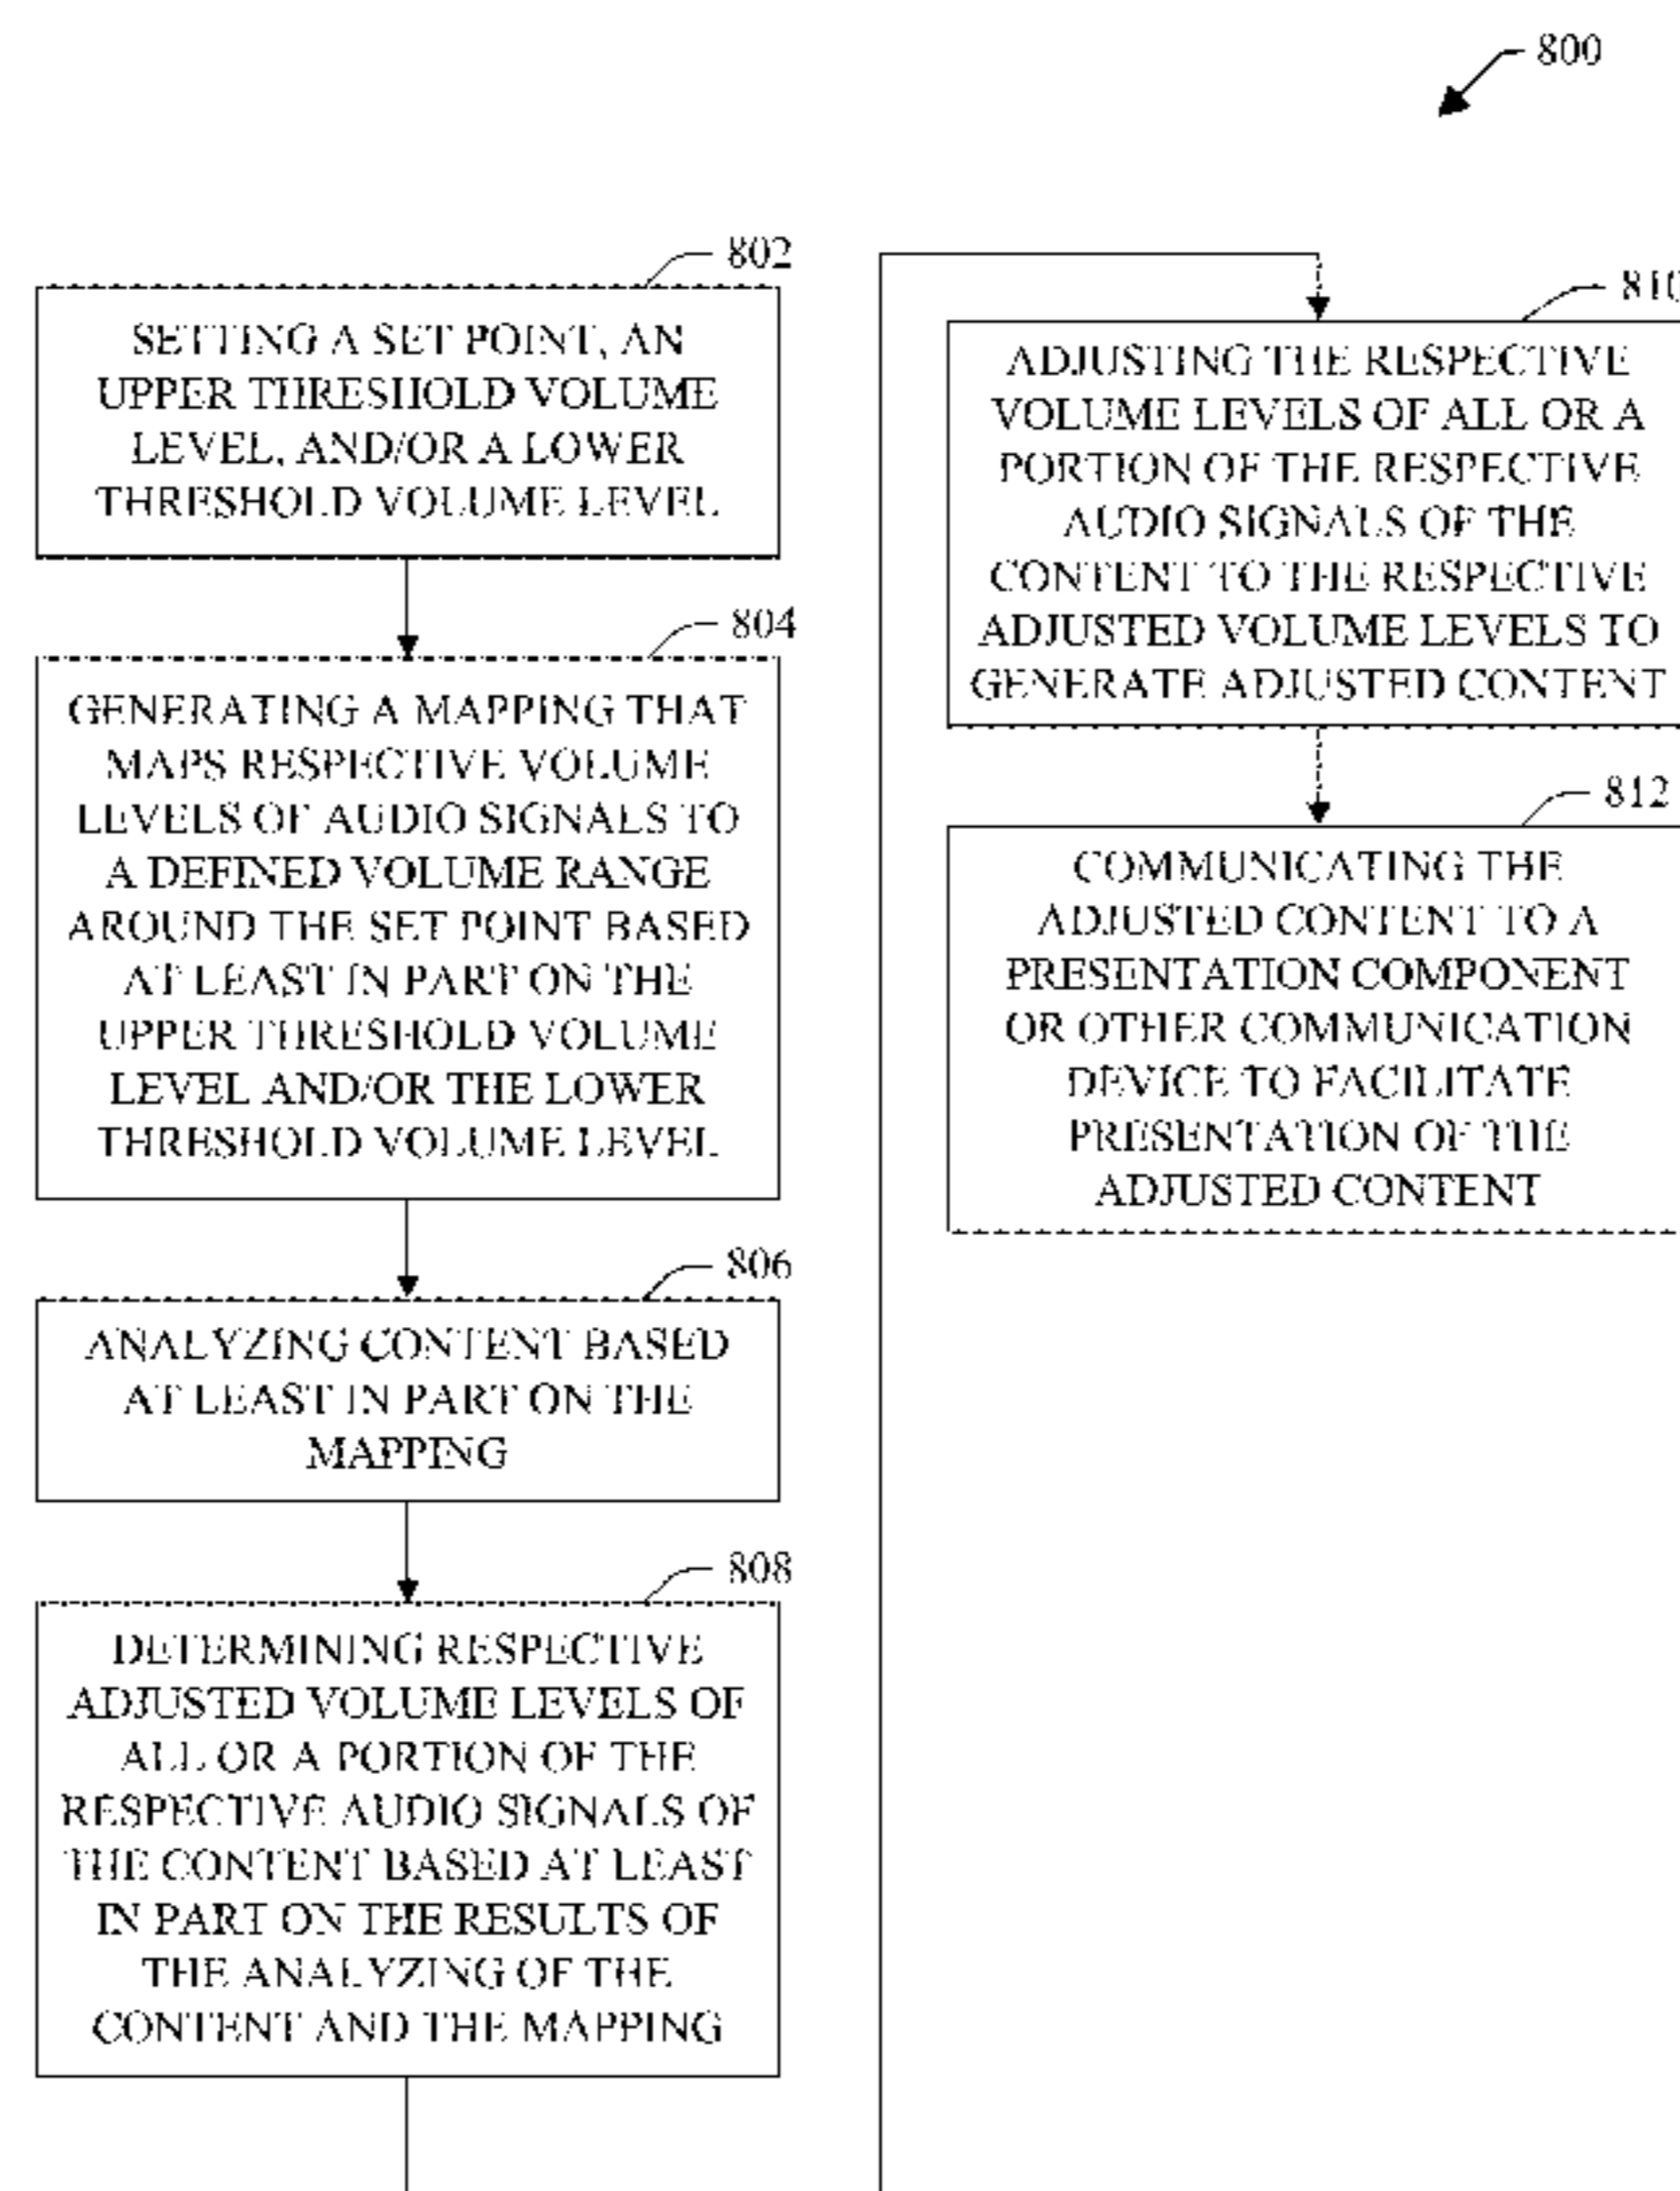 800
802
SETTING A SET POINT, AN
UPPER THRESHOLD VOLUME
LEVEL, AND/OR A LOWER
THRESHOLD VOLUME LEVEL
804
GENERATING A MAPPING THAT
MAPS RESPECTIVE VOLUME
LEVELS OF AUDIO SIGNALS TO
A DEFINED VOLUME RANGE
AROUND THE SET POINT BASED
AT LEAST IN PART ON THE
UPPER THRESHOLD VOLUME
LEVEL AND/OR THE LOWER
THRESHOLD VOLUME LEVEL
806
ANALYZING CONTENT BASED
AT LEAST IN PART ON THE
MAPPING
808
DETERMINING RESPECTIVE
ADJUSTED VOLUME LEVELS OF
ALL OR A PORTION OF THE
RESPECTIVE AUDIO SIGNALS OF
THE CONTENT BASED AT LEAST
IN PART ON THE RESULTS OF
THE ANALYZING OF THE
CONTENT AND THE MAPPING
810
ADJUSTING THE RESPECTIVE
VOLUME LEVELS OF ALL OR A
PORTION OF THE RESPECTIVE
AUDIO SIGNALS OF THE
CONTENT TO THE RESPECTIVE
ADJUSTED VOLUME LEVELS TO
GENERATE ADJUSTED CONTENT
812
COMMUNICATING THE
ADJUSTED CONTENT TO A
PRESENTATION COMPONENT
OR OTHER COMMUNICATION
DEVICE TO FACILITATE
PRESENTATION OF THE
ADJUSTED CONTENT